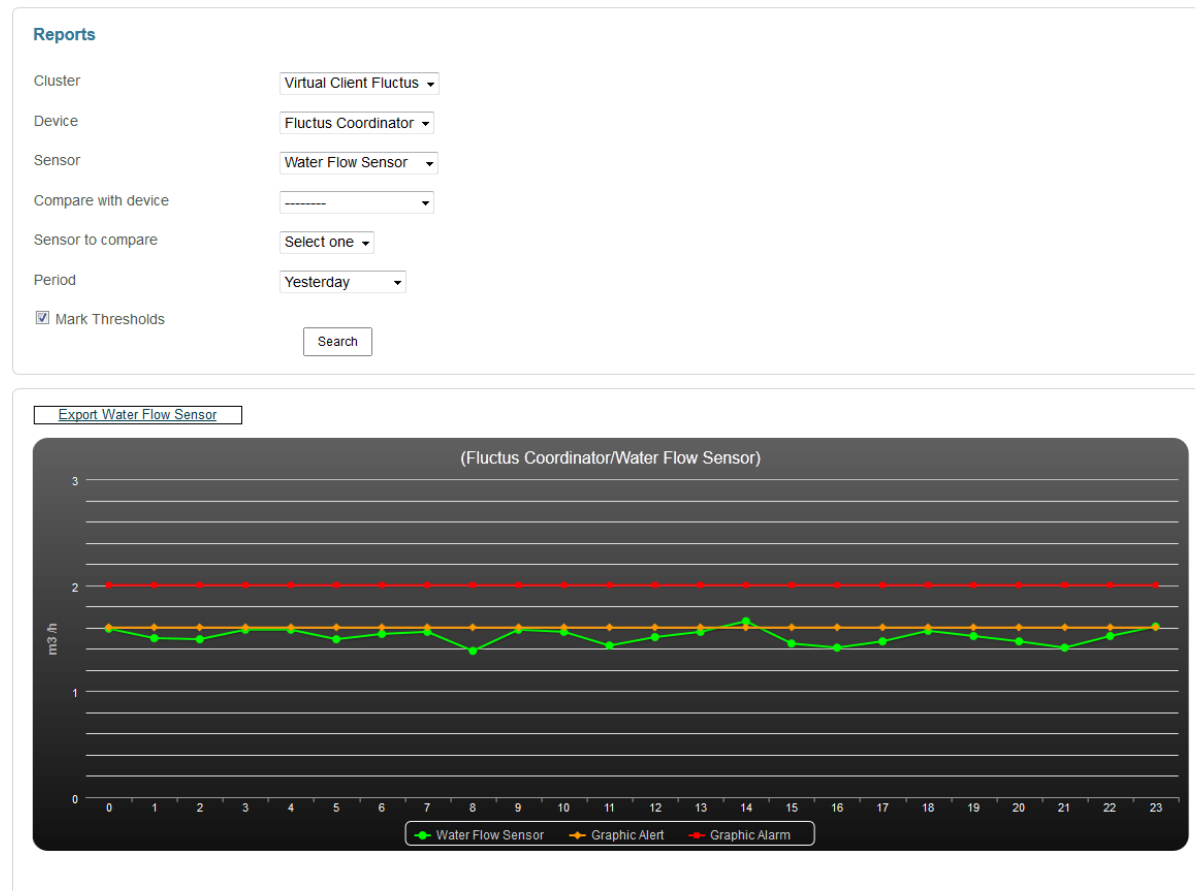 Reports
Cluster Virtual Client Fluctus
Device Fluctus Coordinator
Sensor Water Flow Sensor
Compare with device --------
Sensor to compare Select one
Period Yesterday
Mark Thresholds
Search
Export Water Flow Sensor
(Fluctus Coordinator/Water Flow Sensor)
3
2
m3 /h
1
0
0 1 2 3 4 5 6 7 8 9 10 11 12 13 14 15 16 17 18 19 20 21 22 23
Water Flow Sensor Graphic Alert Graphic Alarm